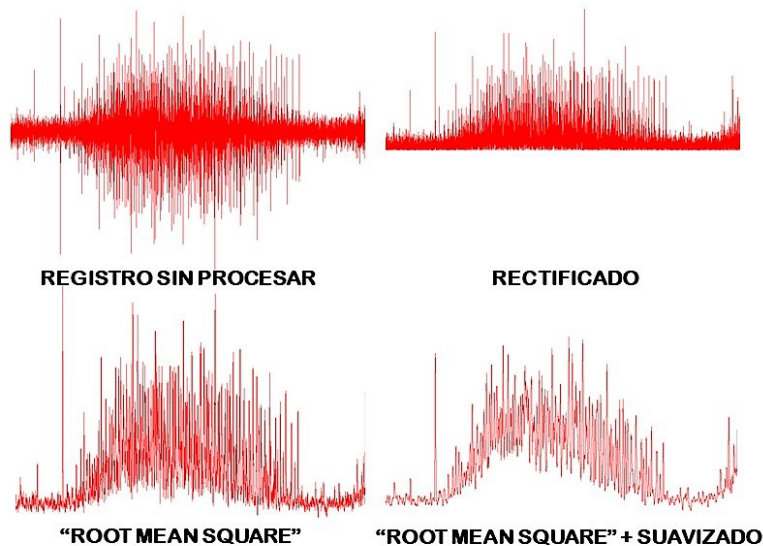 REGISTRO SIN PROCESAR
RECTIFICADO
“ROOT MEAN SQUARE”
“ROOT MEAN SQUARE” + SUAVIZADO